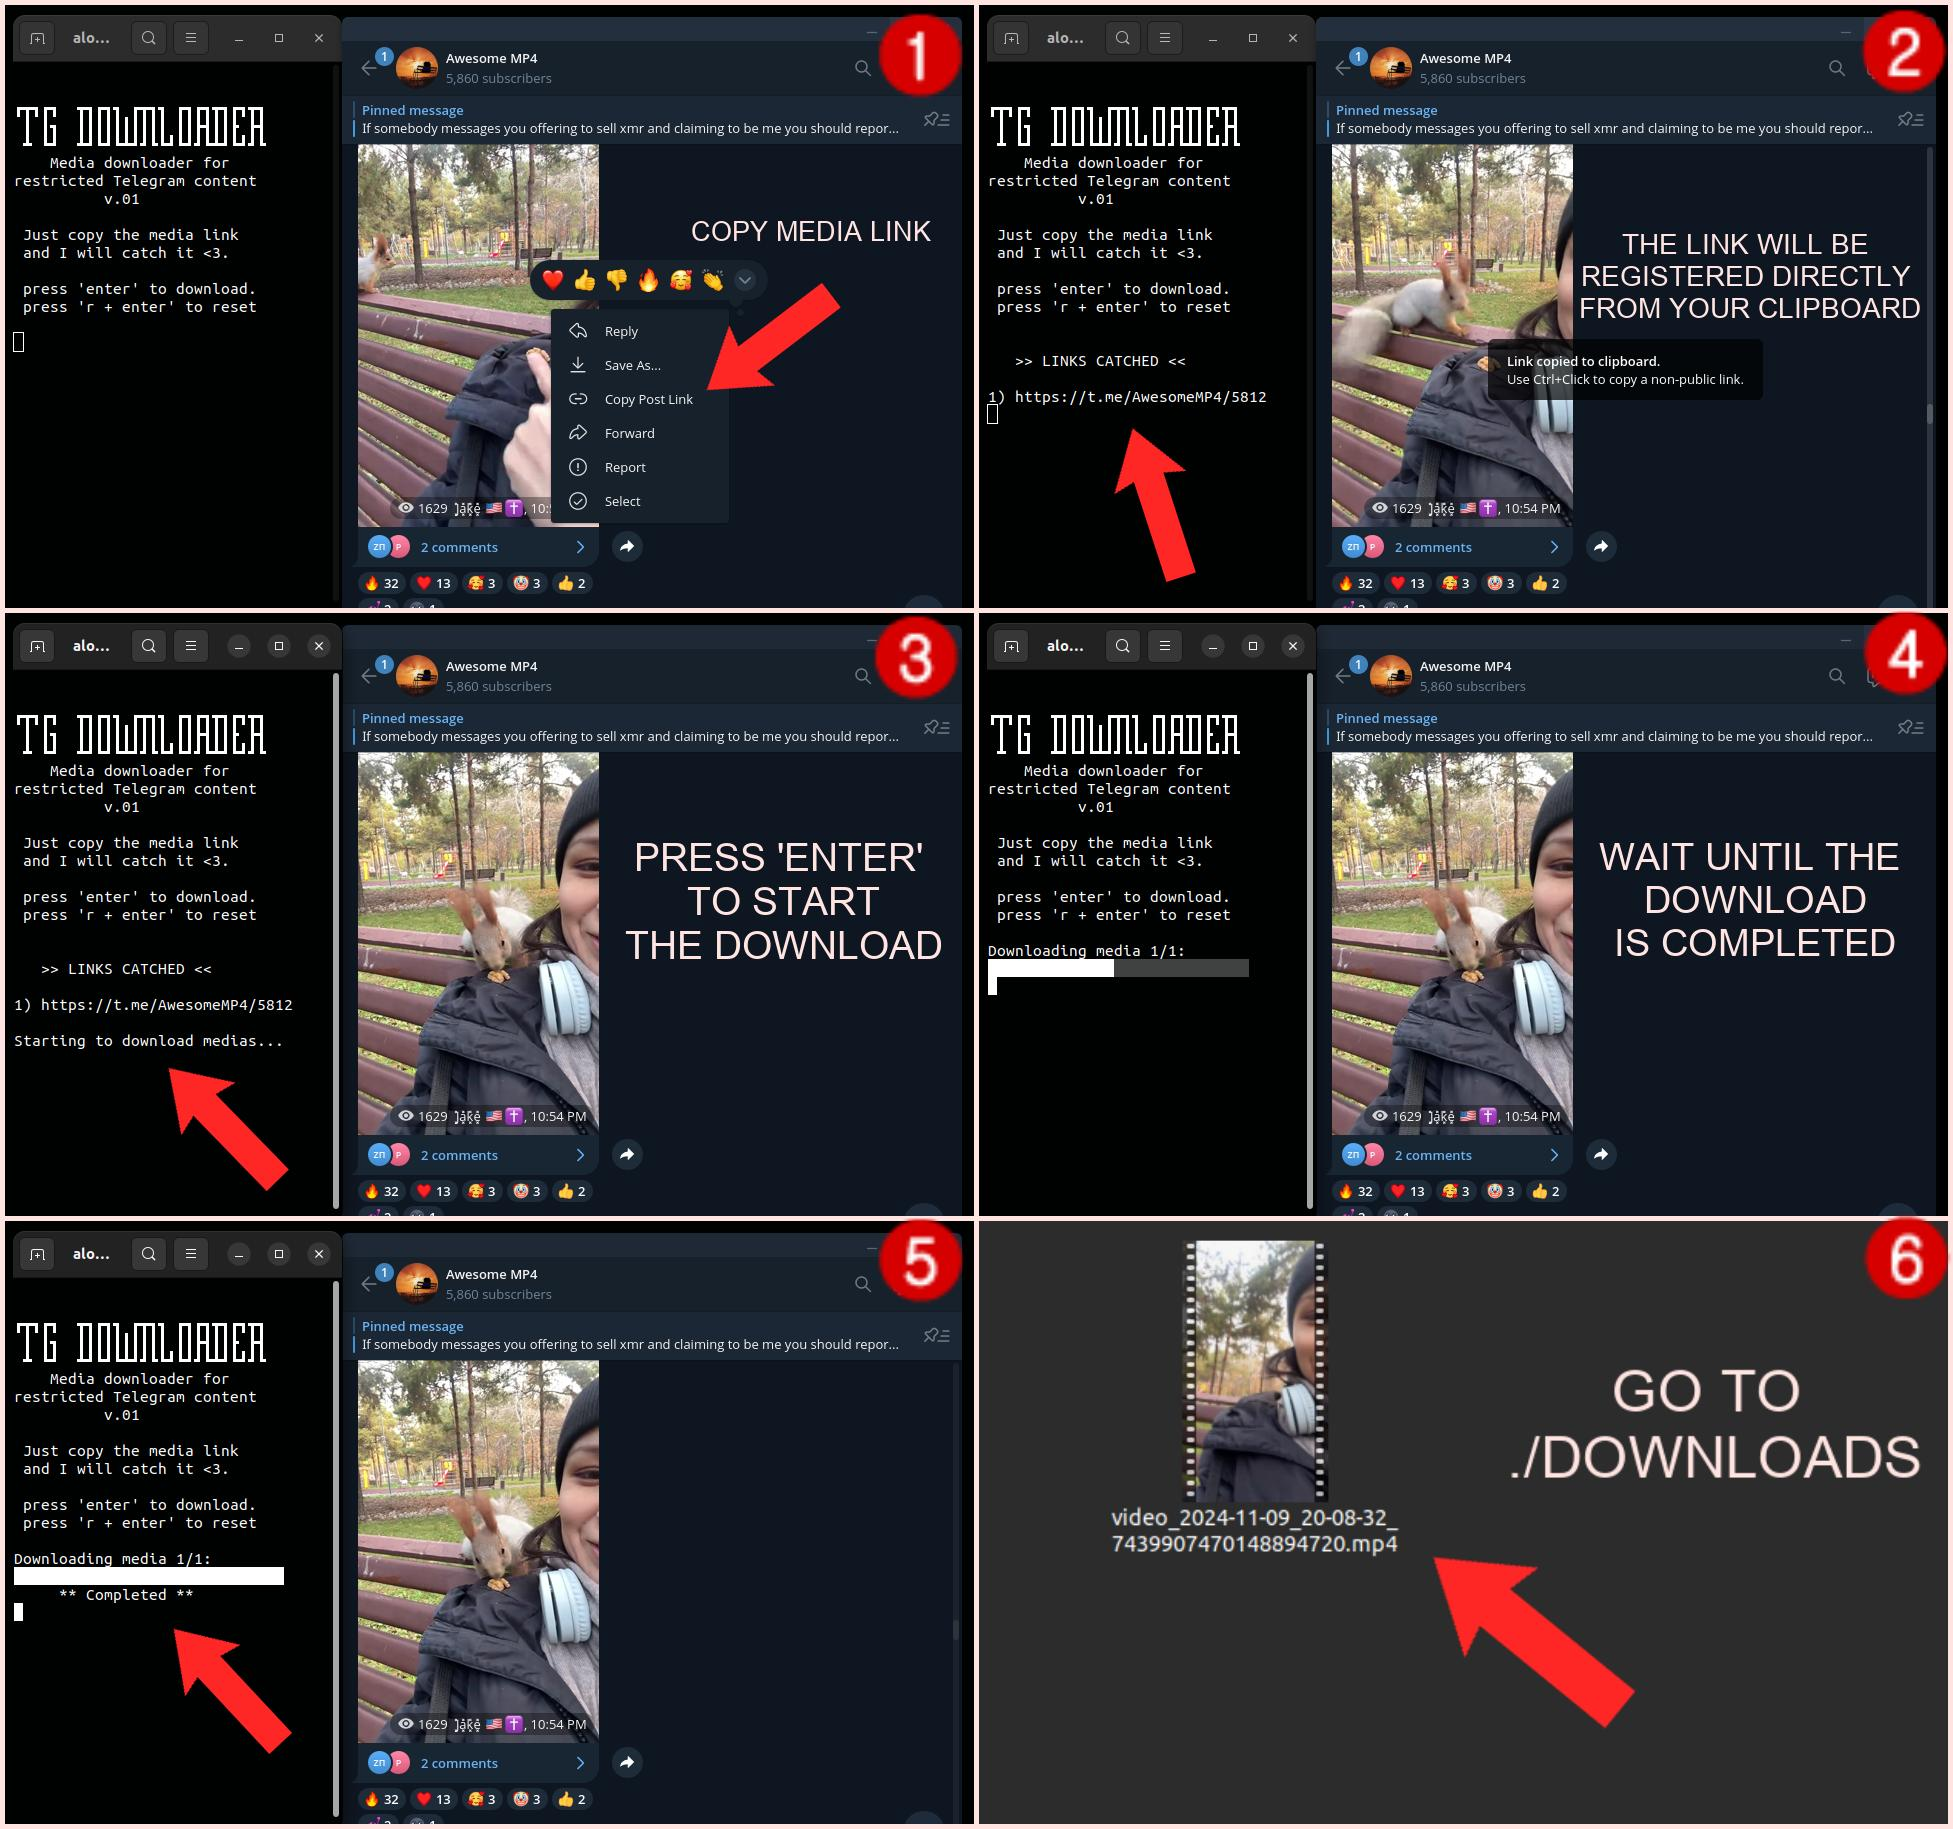 alo...
Awesome MP4
5,860 subscribers
1
1
Pinned message
If somebody messages you offering to sell xmr and claiming to be me you should repor...
TG DOWNLOADER
Media downloader for
restricted Telegram content
v.01
Just copy the media link
and I will catch it <3.
press 'enter' to download.
press 'r + enter' to reset
COPY MEDIA LINK
Reply
Save As...
Copy Post Link
Forward
Report
Select
1629
2 comments
ZП
P
32
13
3
3
2
alo...
Awesome MP4
5,860 subscribers
1
2
Pinned message
If somebody messages you offering to sell xmr and claiming to be me you should repor...
TG DOWNLOADER
Media downloader for
restricted Telegram content
v.01
Just copy the media link
and I will catch it <3.
press 'enter' to download.
press 'r + enter' to reset
>> LINKS CATCHED <<
1) https://t.me/AwesomeMP4/5812
THE LINK WILL BE
REGISTERED DIRECTLY
FROM YOUR CLIPBOARD
Link copied to clipboard.
Use Ctrl+Click to copy a non-public link.
1629 Jake, 10:54 PM
2 comments
ZП
P
32
13
3
3
2
alo...
Awesome MP4
5,860 subscribers
1
3
Pinned message
If somebody messages you offering to sell xmr and claiming to be me you should repor...
TG DOWNLOADER
Media downloader for
restricted Telegram content
v.01
Just copy the media link
and I will catch it <3.
press 'enter' to download.
press 'r + enter' to reset
>> LINKS CATCHED <<
1) https://t.me/AwesomeMP4/5812
Starting to download medias...
PRESS 'ENTER'
TO START
THE DOWNLOAD
1629 Jake, 10:54 PM
2 comments
ZП
P
32
13
3
3
2
alo...
Awesome MP4
5,860 subscribers
1
4
Pinned message
If somebody messages you offering to sell xmr and claiming to be me you should repor...
TG DOWNLOADER
Media downloader for
restricted Telegram content
v.01
Just copy the media link
and I will catch it <3.
press 'enter' to download.
press 'r + enter' to reset
Downloading media 1/1:
WAIT UNTIL THE
DOWNLOAD
IS COMPLETED
1629 Jake, 10:54 PM
2 comments
ZП
P
32
13
3
3
2
alo...
Awesome MP4
5,860 subscribers
1
5
Pinned message
If somebody messages you offering to sell xmr and claiming to be me you should repor...
TG DOWNLOADER
Media downloader for
restricted Telegram content
v.01
Just copy the media link
and I will catch it <3.
press 'enter' to download.
press 'r + enter' to reset
Downloading media 1/1:
** Completed **
1629 Jake, 10:54 PM
2 comments
ZП
P
32
13
3
3
2
6
GO TO
./DOWNLOADS
video_2024-11-09_20-08-32_
7439907470148894720.mp4